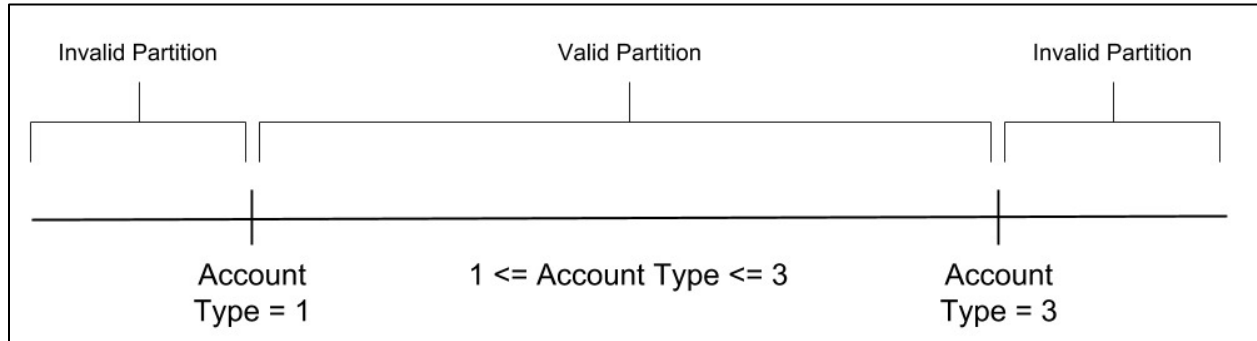 Invalid Partition
Valid Partition
Invalid Partition
Account
Type = 1
1 <= Account Type <= 3
Account
Type = 3